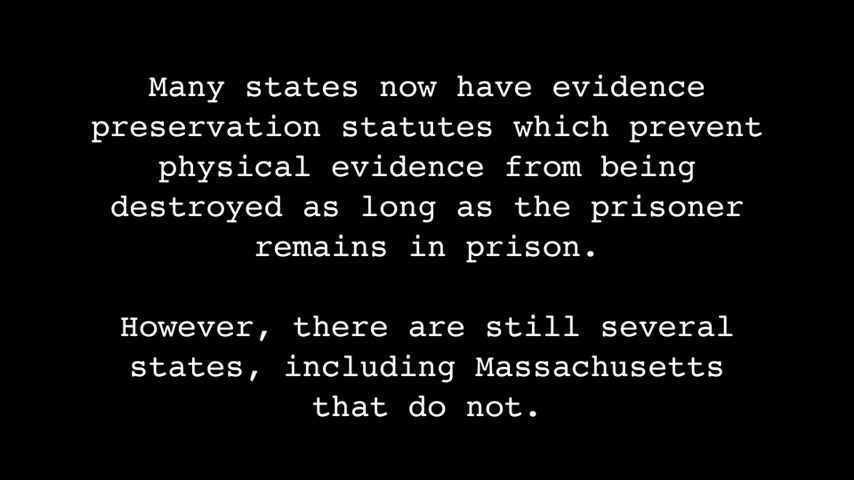 Many states now have evidence
preservation statutes which prevent
physical evidence from being
destroyed as long as the prisoner
remains in prison.
However, there are still several
states, including Massachusetts
that do not.